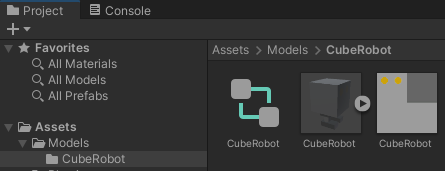 Project Console
+
Favorites
All Materials
All Models
All Prefabs
Assets
Models
CubeRobot
Assets > Models > CubeRobot
CubeRobot CubeRobot CubeRobot